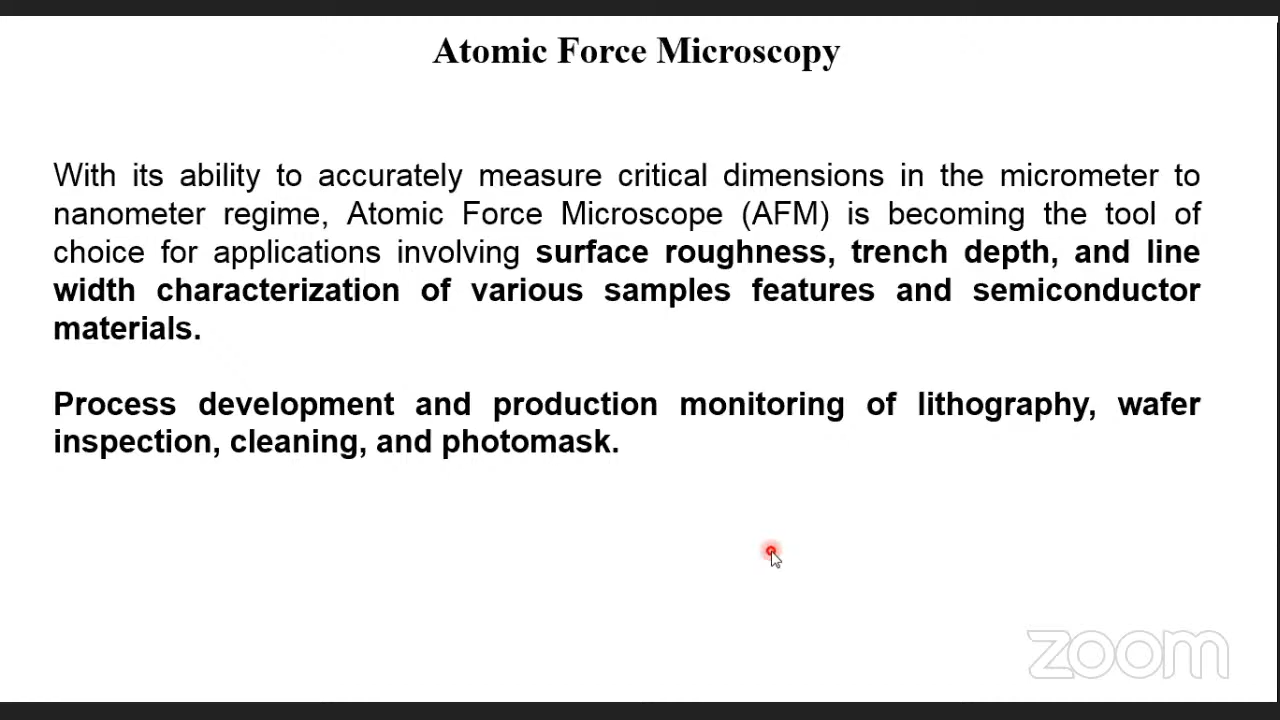 Atomic Force Microscopy
With its ability to accurately measure critical dimensions in the micrometer to
nanometer regime, Atomic Force Microscope (AFM) is becoming the tool of
choice for applications involving surface roughness, trench depth, and line
width characterization of various samples features and semiconductor
materials.
Process development and production monitoring of lithography, wafer
inspection, cleaning, and photomask.
zoom